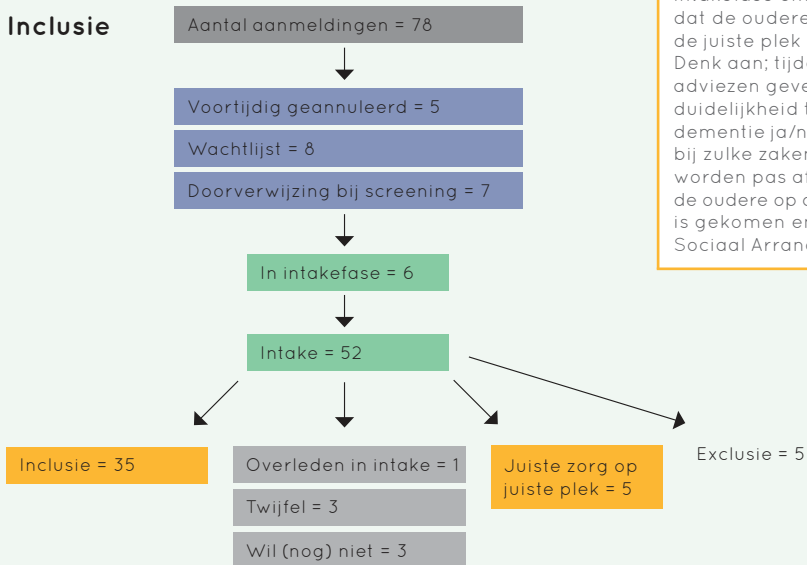 Inclusie
Aantal aanmeldingen = 78
Voortijdig geannuleerd = 5
Wachtlijst = 8
Doorverwijzing bij screening = 7
In intakefase = 6
Intake = 52
Inclusie = 35
Overleden in intake = 1
Twijfel = 3
Wil (nog) niet = 3
Juiste zorg op
juiste plek = 5
Exclusie = 5
dat de oudere
de juiste plek
Denk aan; tijd
adviezen geve
duidelijkheid
dementie ja/n
bij zulke zaken
worden pas a
de oudere op
is gekomen en
Sociaal Arran